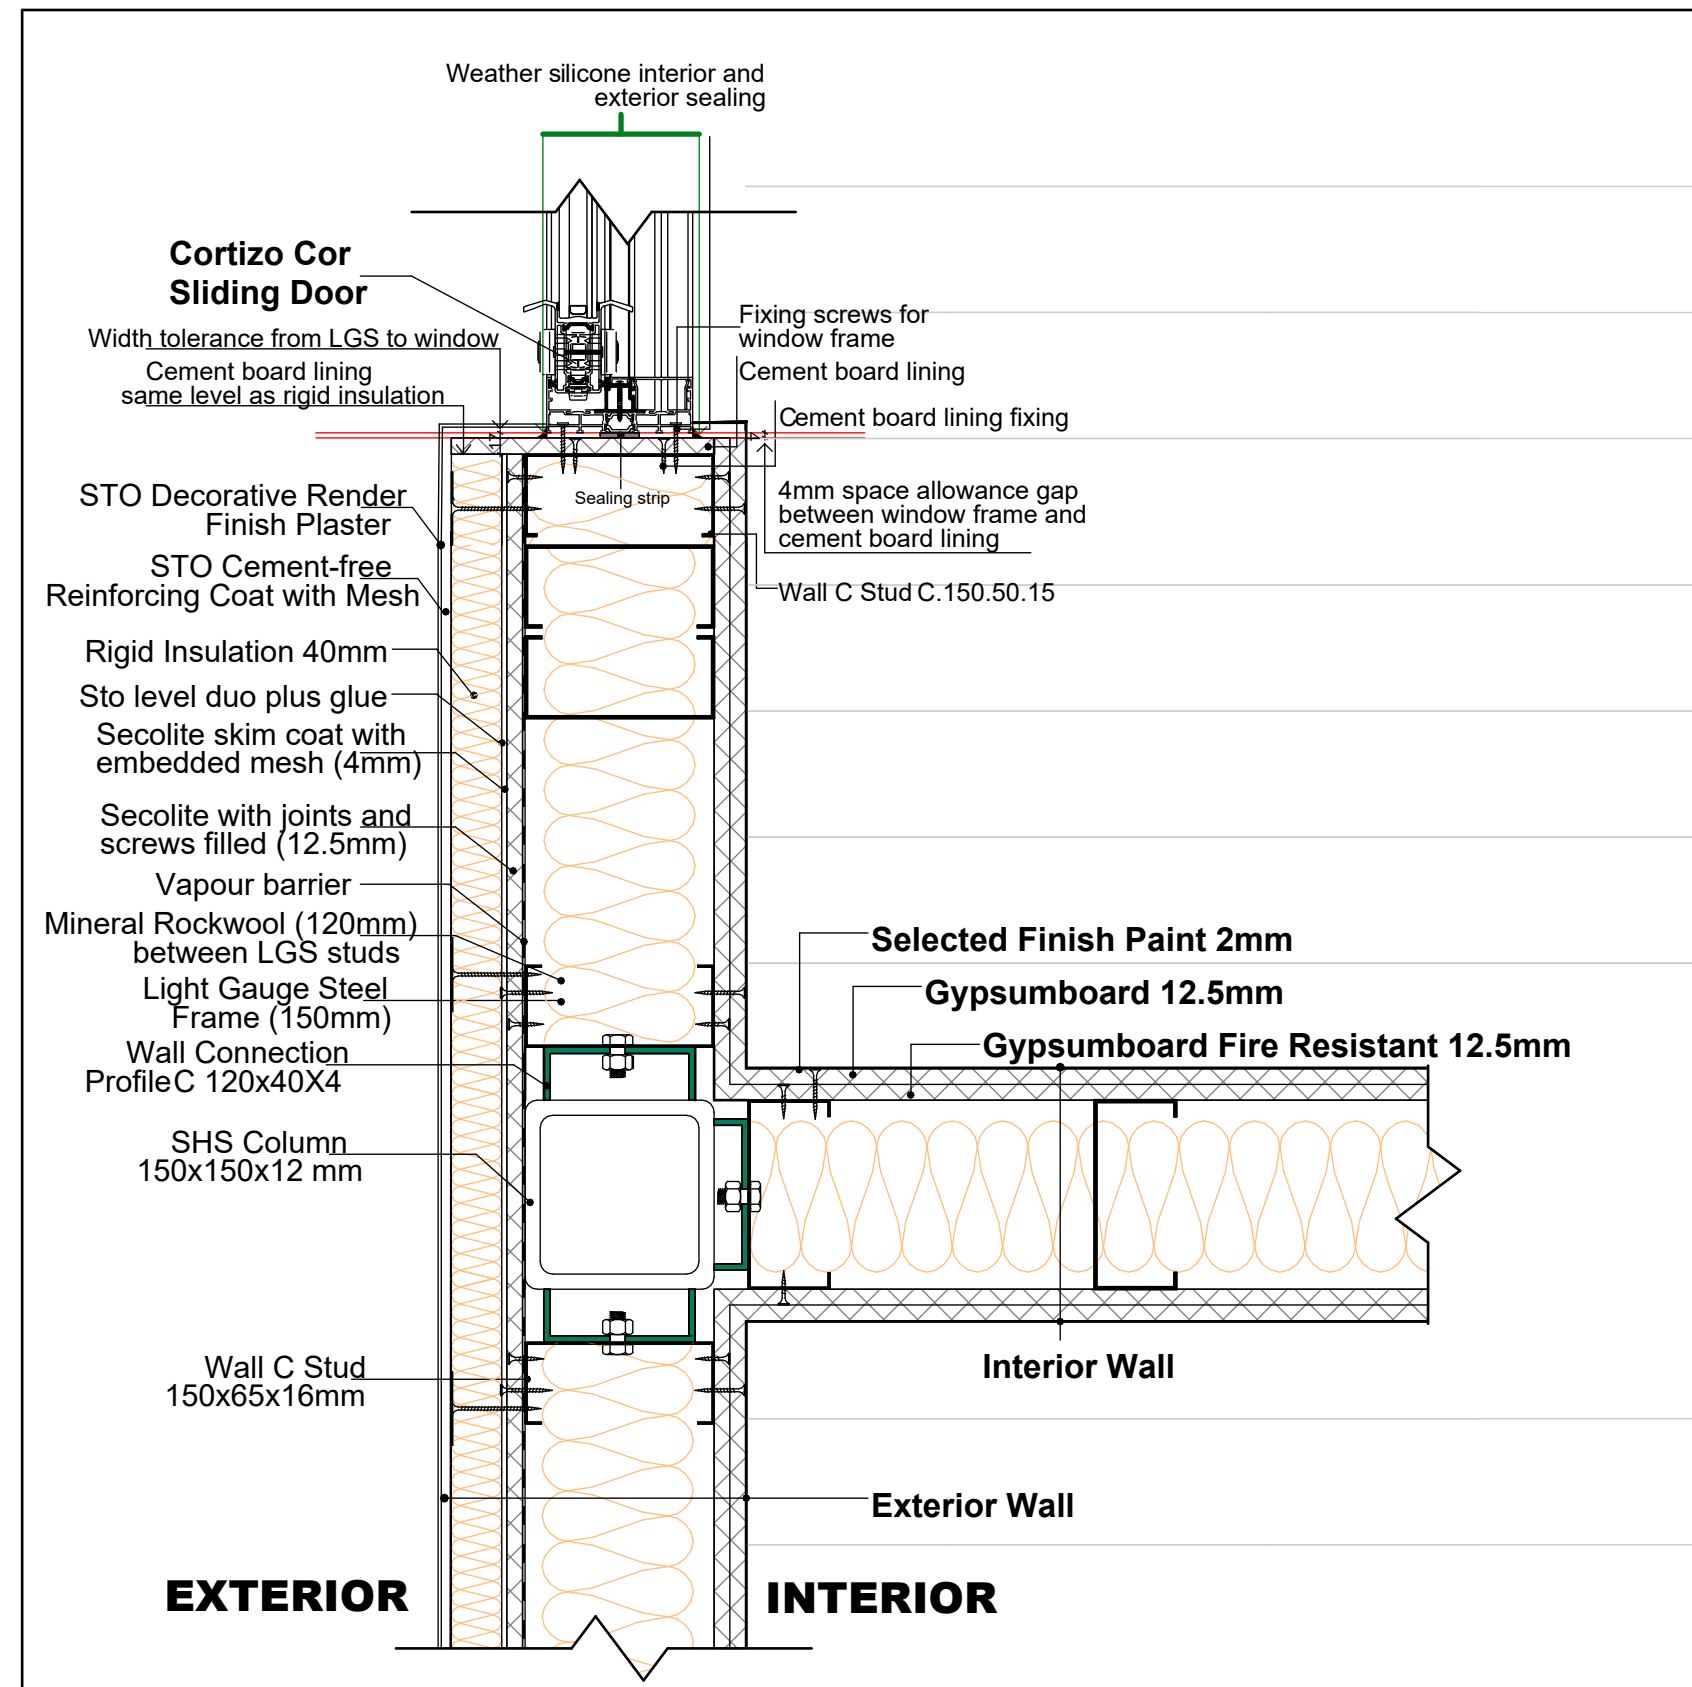 Weather silicone interior and
exterior sealing
Cortizo Cor
Sliding Door
Width tolerance from LGS to window
Cement board lining
same level as rigid insulation
Fixing screws for
window frame
Cement board lining
Cement board lining fixing
17
4
Sealing strip
4mm space allowance gap
between window frame and
cement board lining
Wall C Stud C.150.50.15
STO Decorative Render
Finish Plaster
STO Cement-free
Reinforcing Coat with Mesh
Rigid Insulation 40mm
Sto level duo plus glue
Secolite skim coat with
embedded mesh (4mm)
Secolite with joints and
screws filled (12.5mm)
Vapour barrier
Mineral Rockwool (120mm)
between LGS studs
Light Gauge Steel
Frame (150mm)
Wall Connection
Profile C 120x40X4
SHS Column
150x150x12 mm
Wall C Stud
150x65x16mm
Selected Finish Paint 2mm
Gypsumboard 12.5mm
Gypsumboard Fire Resistant 12.5mm
Interior Wall
Exterior Wall
EXTERIOR
INTERIOR